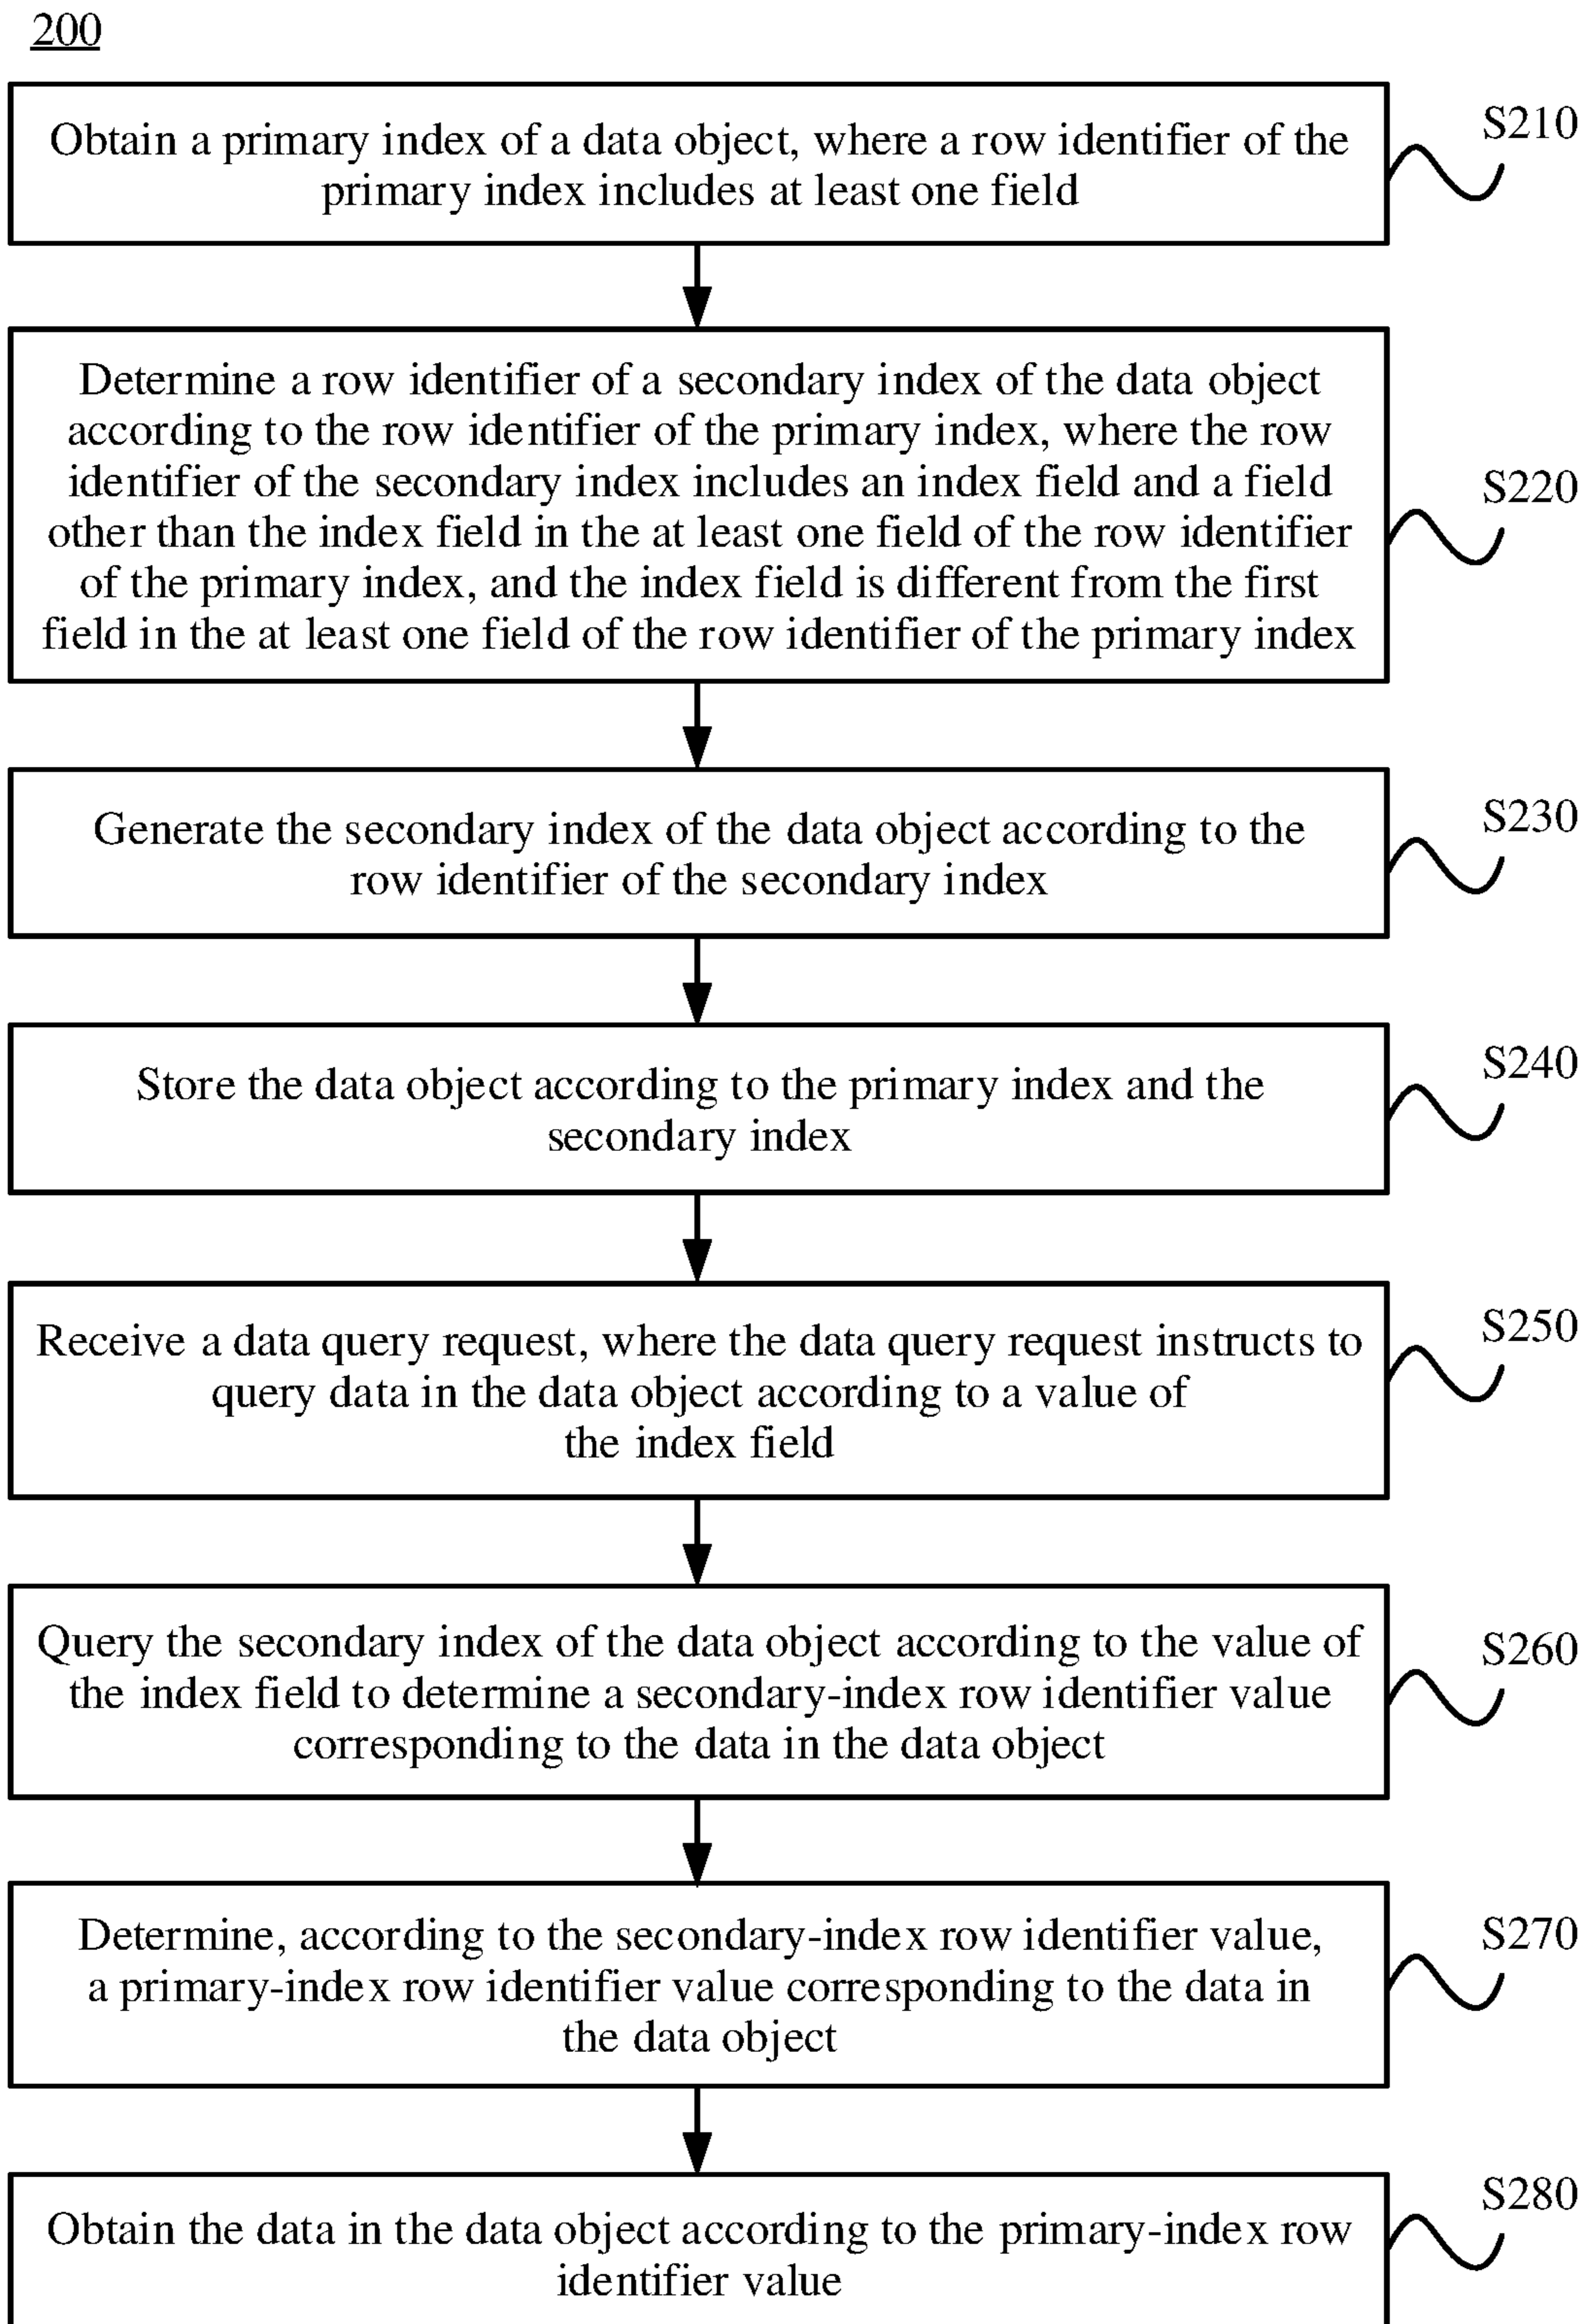 200
Obtain a primary index of a data object, where a row identifier of the
primary index includes at least one field
S210
Determine a row identifier of a secondary index of the data object
according to the row identifier of the primary index, where the row
identifier of the secondary index includes an index field and a field
other than the index field in the at least one field of the row identifier
of the primary index, and the index field is different from the first
field in the at least one field of the row identifier of the primary index
S220
Generate the secondary index of the data object according to the
row identifier of the secondary index
S230
Store the data object according to the primary index and the
secondary index
S240
Receive a data query request, where the data query request instructs to
query data in the data object according to a value of
the index field
S250
Query the secondary index of the data object according to the value of
the index field to determine a secondary-index row identifier value
corresponding to the data in the data object
S260
Determine, according to the secondary-index row identifier value,
a primary-index row identifier value corresponding to the data in
the data object
S270
Obtain the data in the data object according to the primary-index row
identifier value
S280